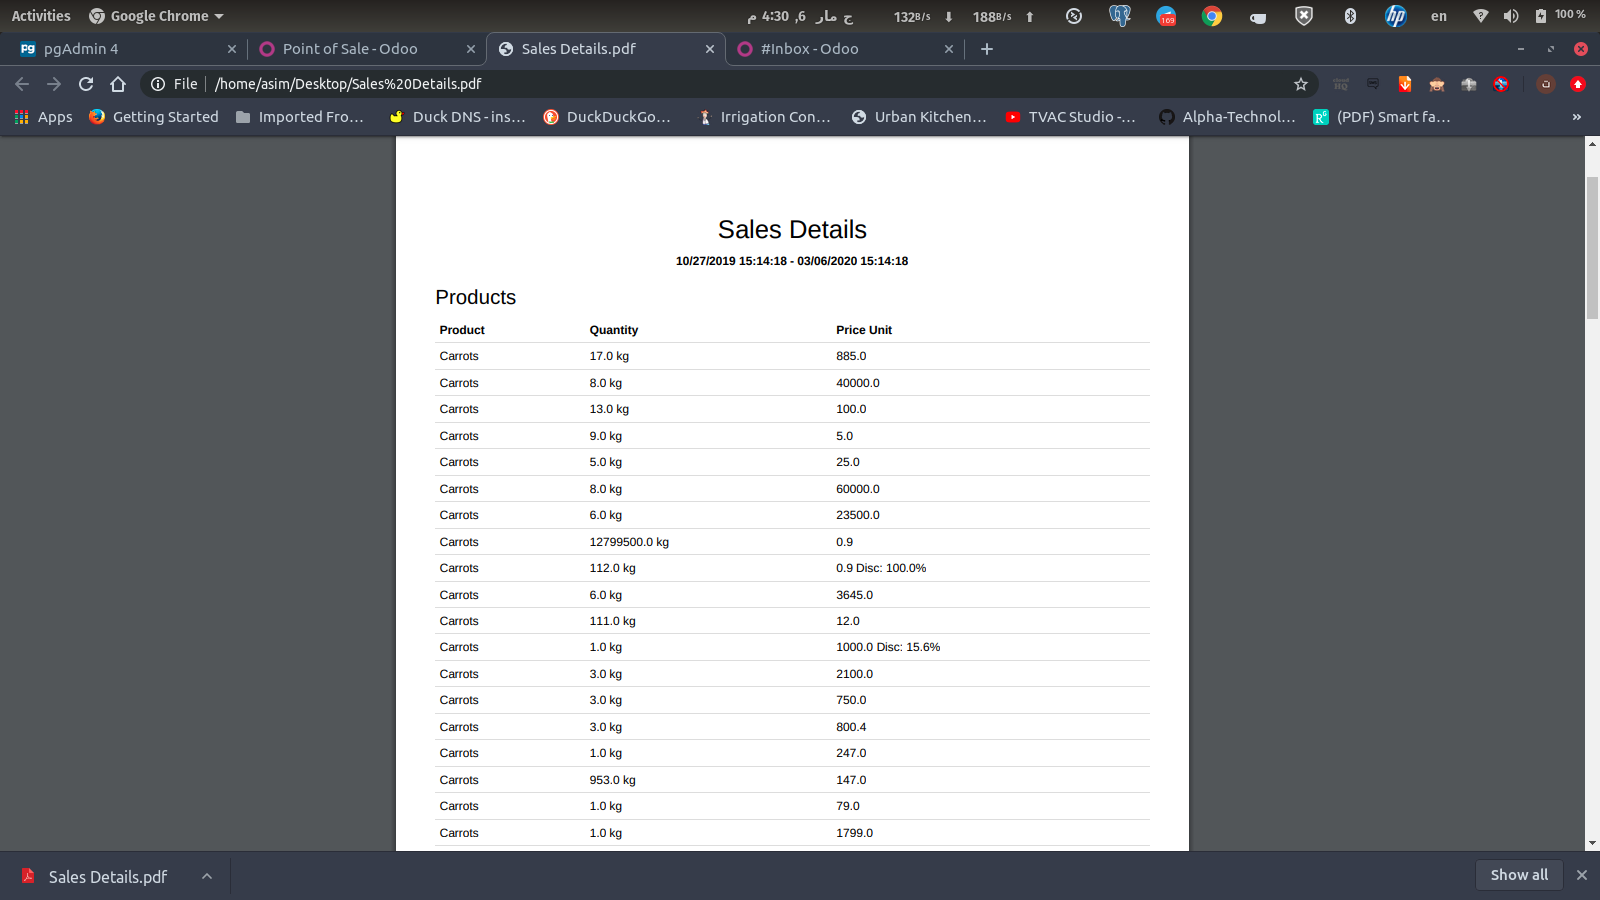 Activities Google Chrome ج مار 6, 4:30 م 132B/s 188B/s 169 en 100 %
pgAdmin 4 Point of Sale - Odoo Sales Details.pdf #Inbox - Odoo
File /home/asim/Desktop/Sales%20Details.pdf
Apps Getting Started Imported Fro... Duck DNS - ins... DuckDuckGo... Irrigation Con... Urban Kitchen... TVAC Studio -... Alpha-Technol... (PDF) Smart fa... »
Sales Details
10/27/2019 15:14:18 - 03/06/2020 15:14:18
Products
Product Quantity Price Unit
Carrots 17.0 kg 885.0
Carrots 8.0 kg 40000.0
Carrots 13.0 kg 100.0
Carrots 9.0 kg 5.0
Carrots 5.0 kg 25.0
Carrots 8.0 kg 60000.0
Carrots 6.0 kg 23500.0
Carrots 12799500.0 kg 0.9
Carrots 112.0 kg 0.9 Disc: 100.0%
Carrots 6.0 kg 3645.0
Carrots 111.0 kg 12.0
Carrots 1.0 kg 1000.0 Disc: 15.6%
Carrots 3.0 kg 2100.0
Carrots 3.0 kg 750.0
Carrots 3.0 kg 800.4
Carrots 1.0 kg 247.0
Carrots 953.0 kg 147.0
Carrots 1.0 kg 79.0
Carrots 1.0 kg 1799.0
Sales Details.pdf Show all